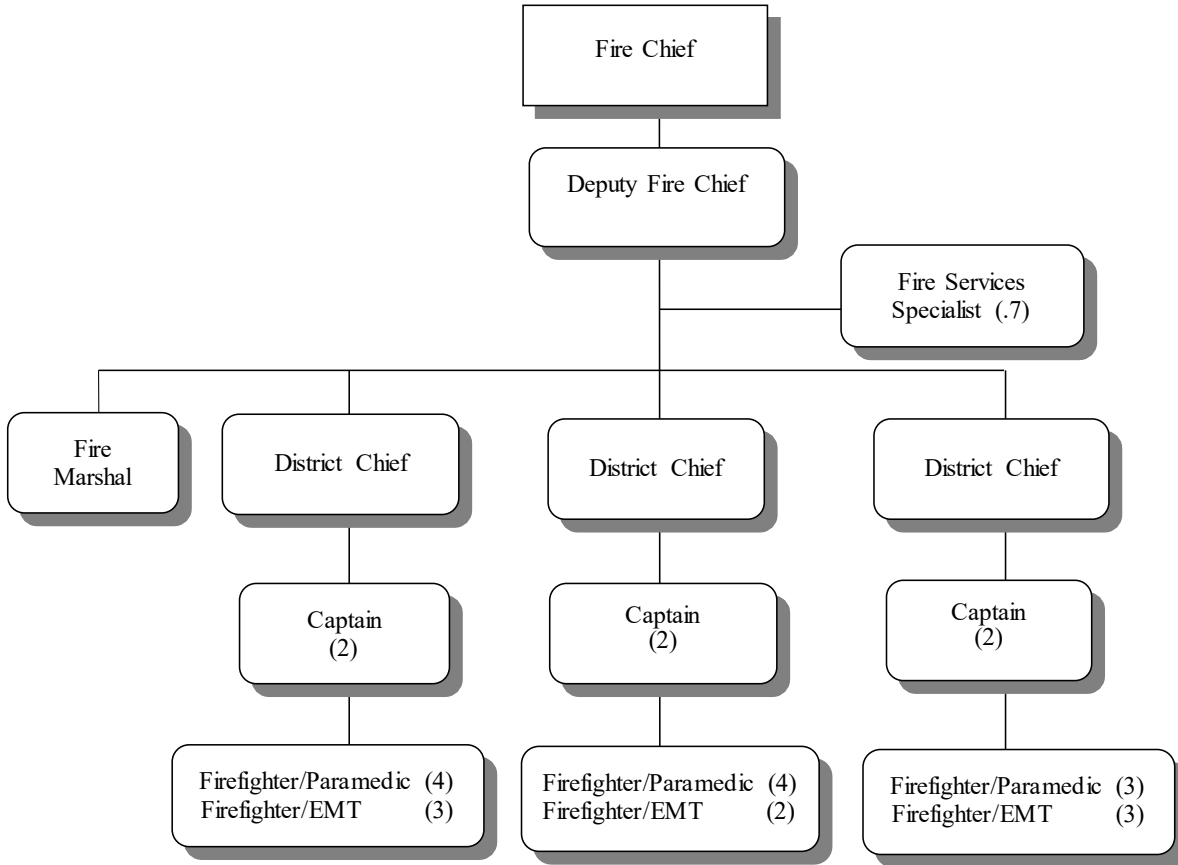 Fire Chief
Deputy Fire Chief
Fire Services
Specialist (.7)
Fire
Marshal
District Chief
District Chief
District Chief
Captain
(2)
Captain
(2)
Captain
(2)
Firefighter/Paramedic (4)
Firefighter/EMT (3)
Firefighter/Paramedic (4)
Firefighter/EMT (2)
Firefighter/Paramedic (3)
Firefighter/EMT (3)